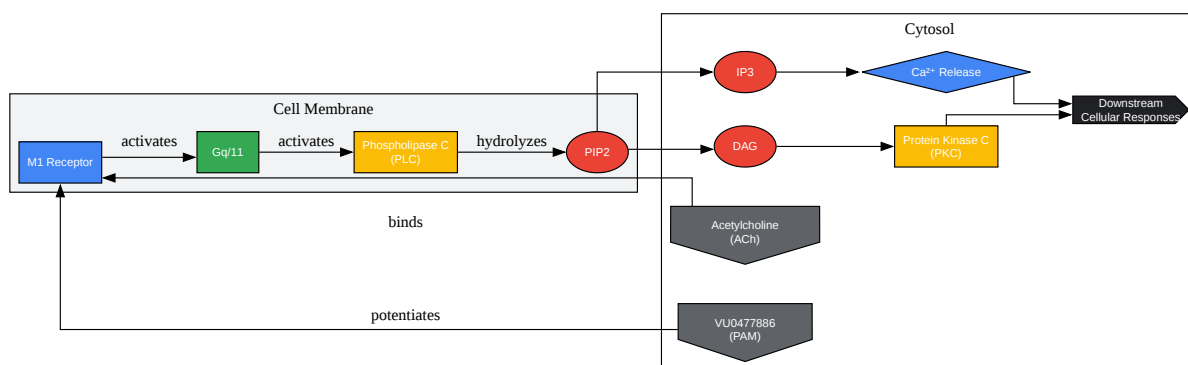 Cytosol
IP3
Ca²⁺ Release
Downstream
Cellular Responses
Cell Membrane
activates
activates
hydrolyzes
M1 Receptor
Gq/11
Phospholipase C
(PLC)
PIP2
DAG
Protein Kinase C
(PKC)
binds
Acetylcholine
(ACh)
potentiates
VU0477886
(PAM)